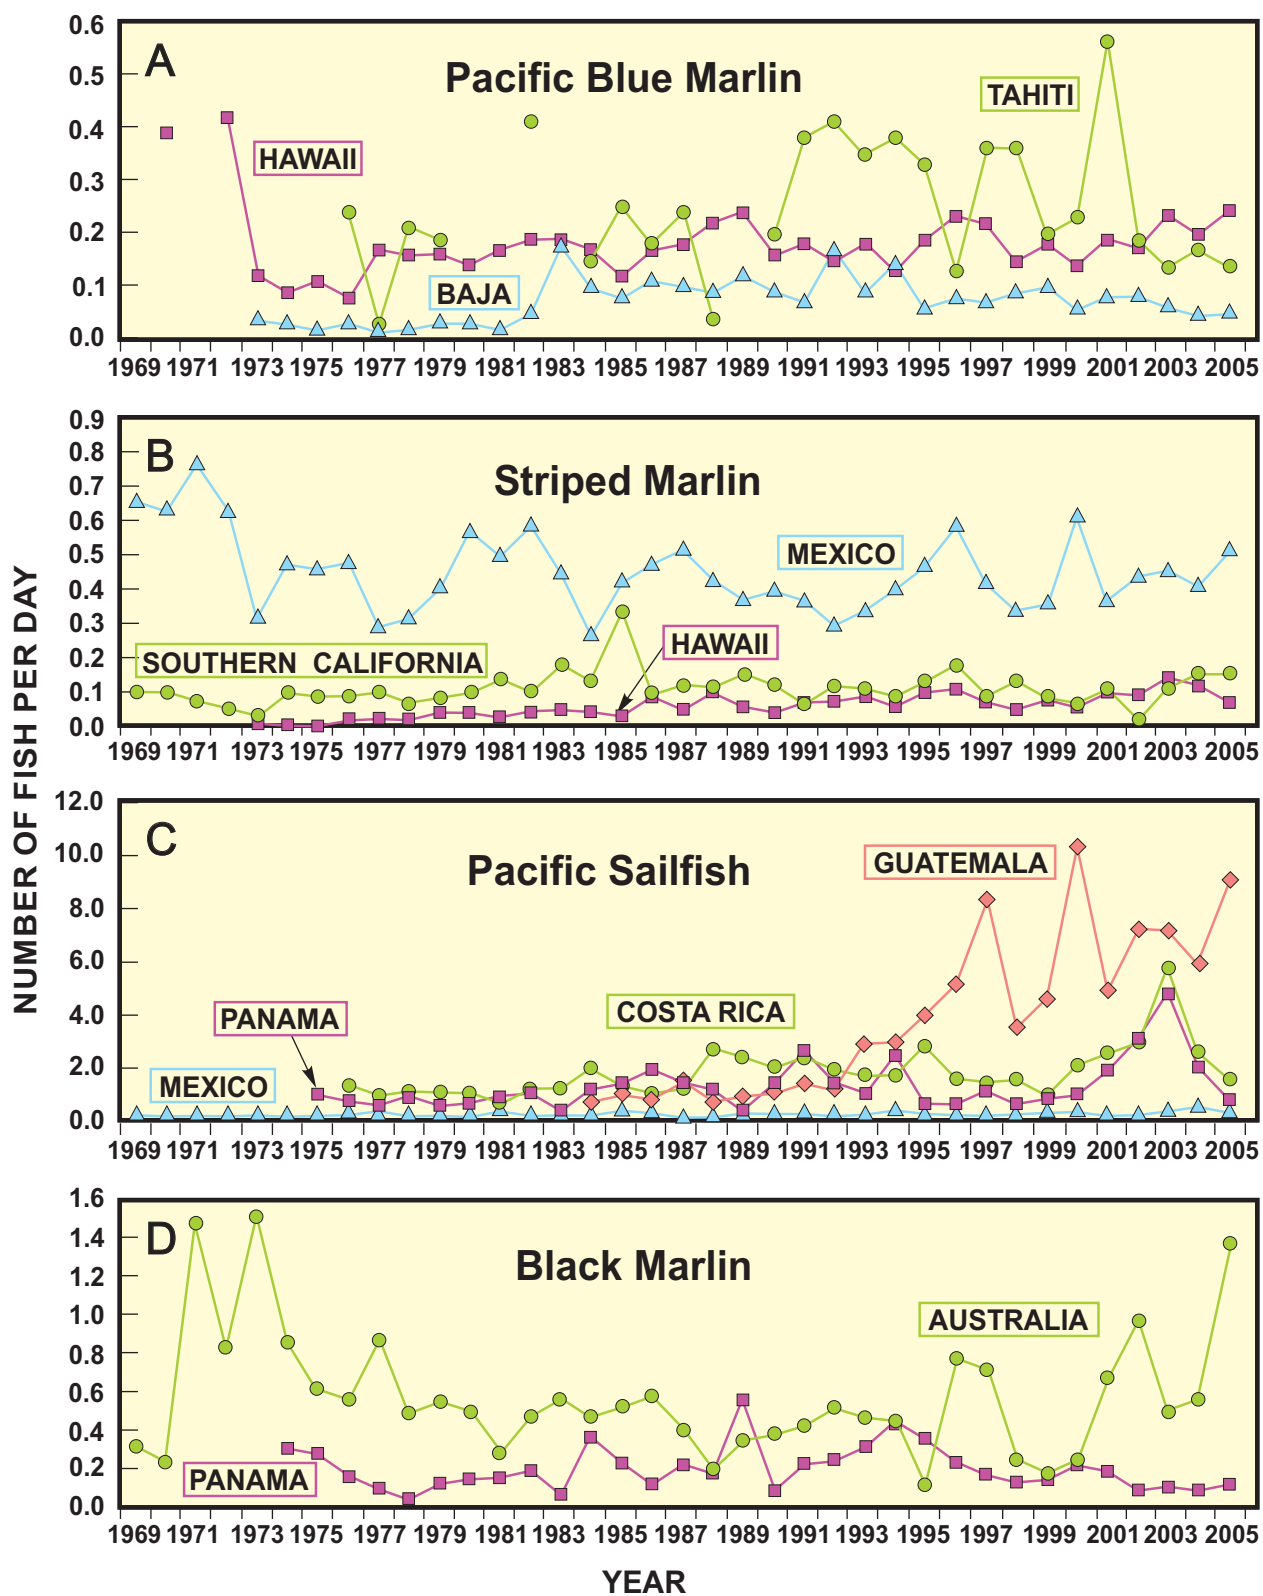 NUMBER OF FISH PER DAY
A
Pacific Blue Marlin
TAHITI
HAWAII
BAJA
0.6
0.5
0.4
0.3
0.2
0.1
0.0
1969 1971 1973 1975 1977 1979 1981 1983 1985 1987 1989 1991 1993 1995 1997 1999 2001 2003 2005
B
Striped Marlin
MEXICO
SOUTHERN CALIFORNIA
HAWAII
0.9
0.8
0.7
0.6
0.5
0.4
0.3
0.2
0.1
0.0
1969 1971 1973 1975 1977 1979 1981 1983 1985 1987 1989 1991 1993 1995 1997 1999 2001 2003 2005
C
Pacific Sailfish
GUATEMALA
PANAMA
COSTA RICA
MEXICO
12.0
10.0
8.0
6.0
4.0
2.0
0.0
1969 1971 1973 1975 1977 1979 1981 1983 1985 1987 1989 1991 1993 1995 1997 1999 2001 2003 2005
D
Black Marlin
AUSTRALIA
PANAMA
1.6
1.4
1.2
1.0
0.8
0.6
0.4
0.2
0.0
1969 1971 1973 1975 1977 1979 1981 1983 1985 1987 1989 1991 1993 1995 1997 1999 2001 2003 2005
YEAR